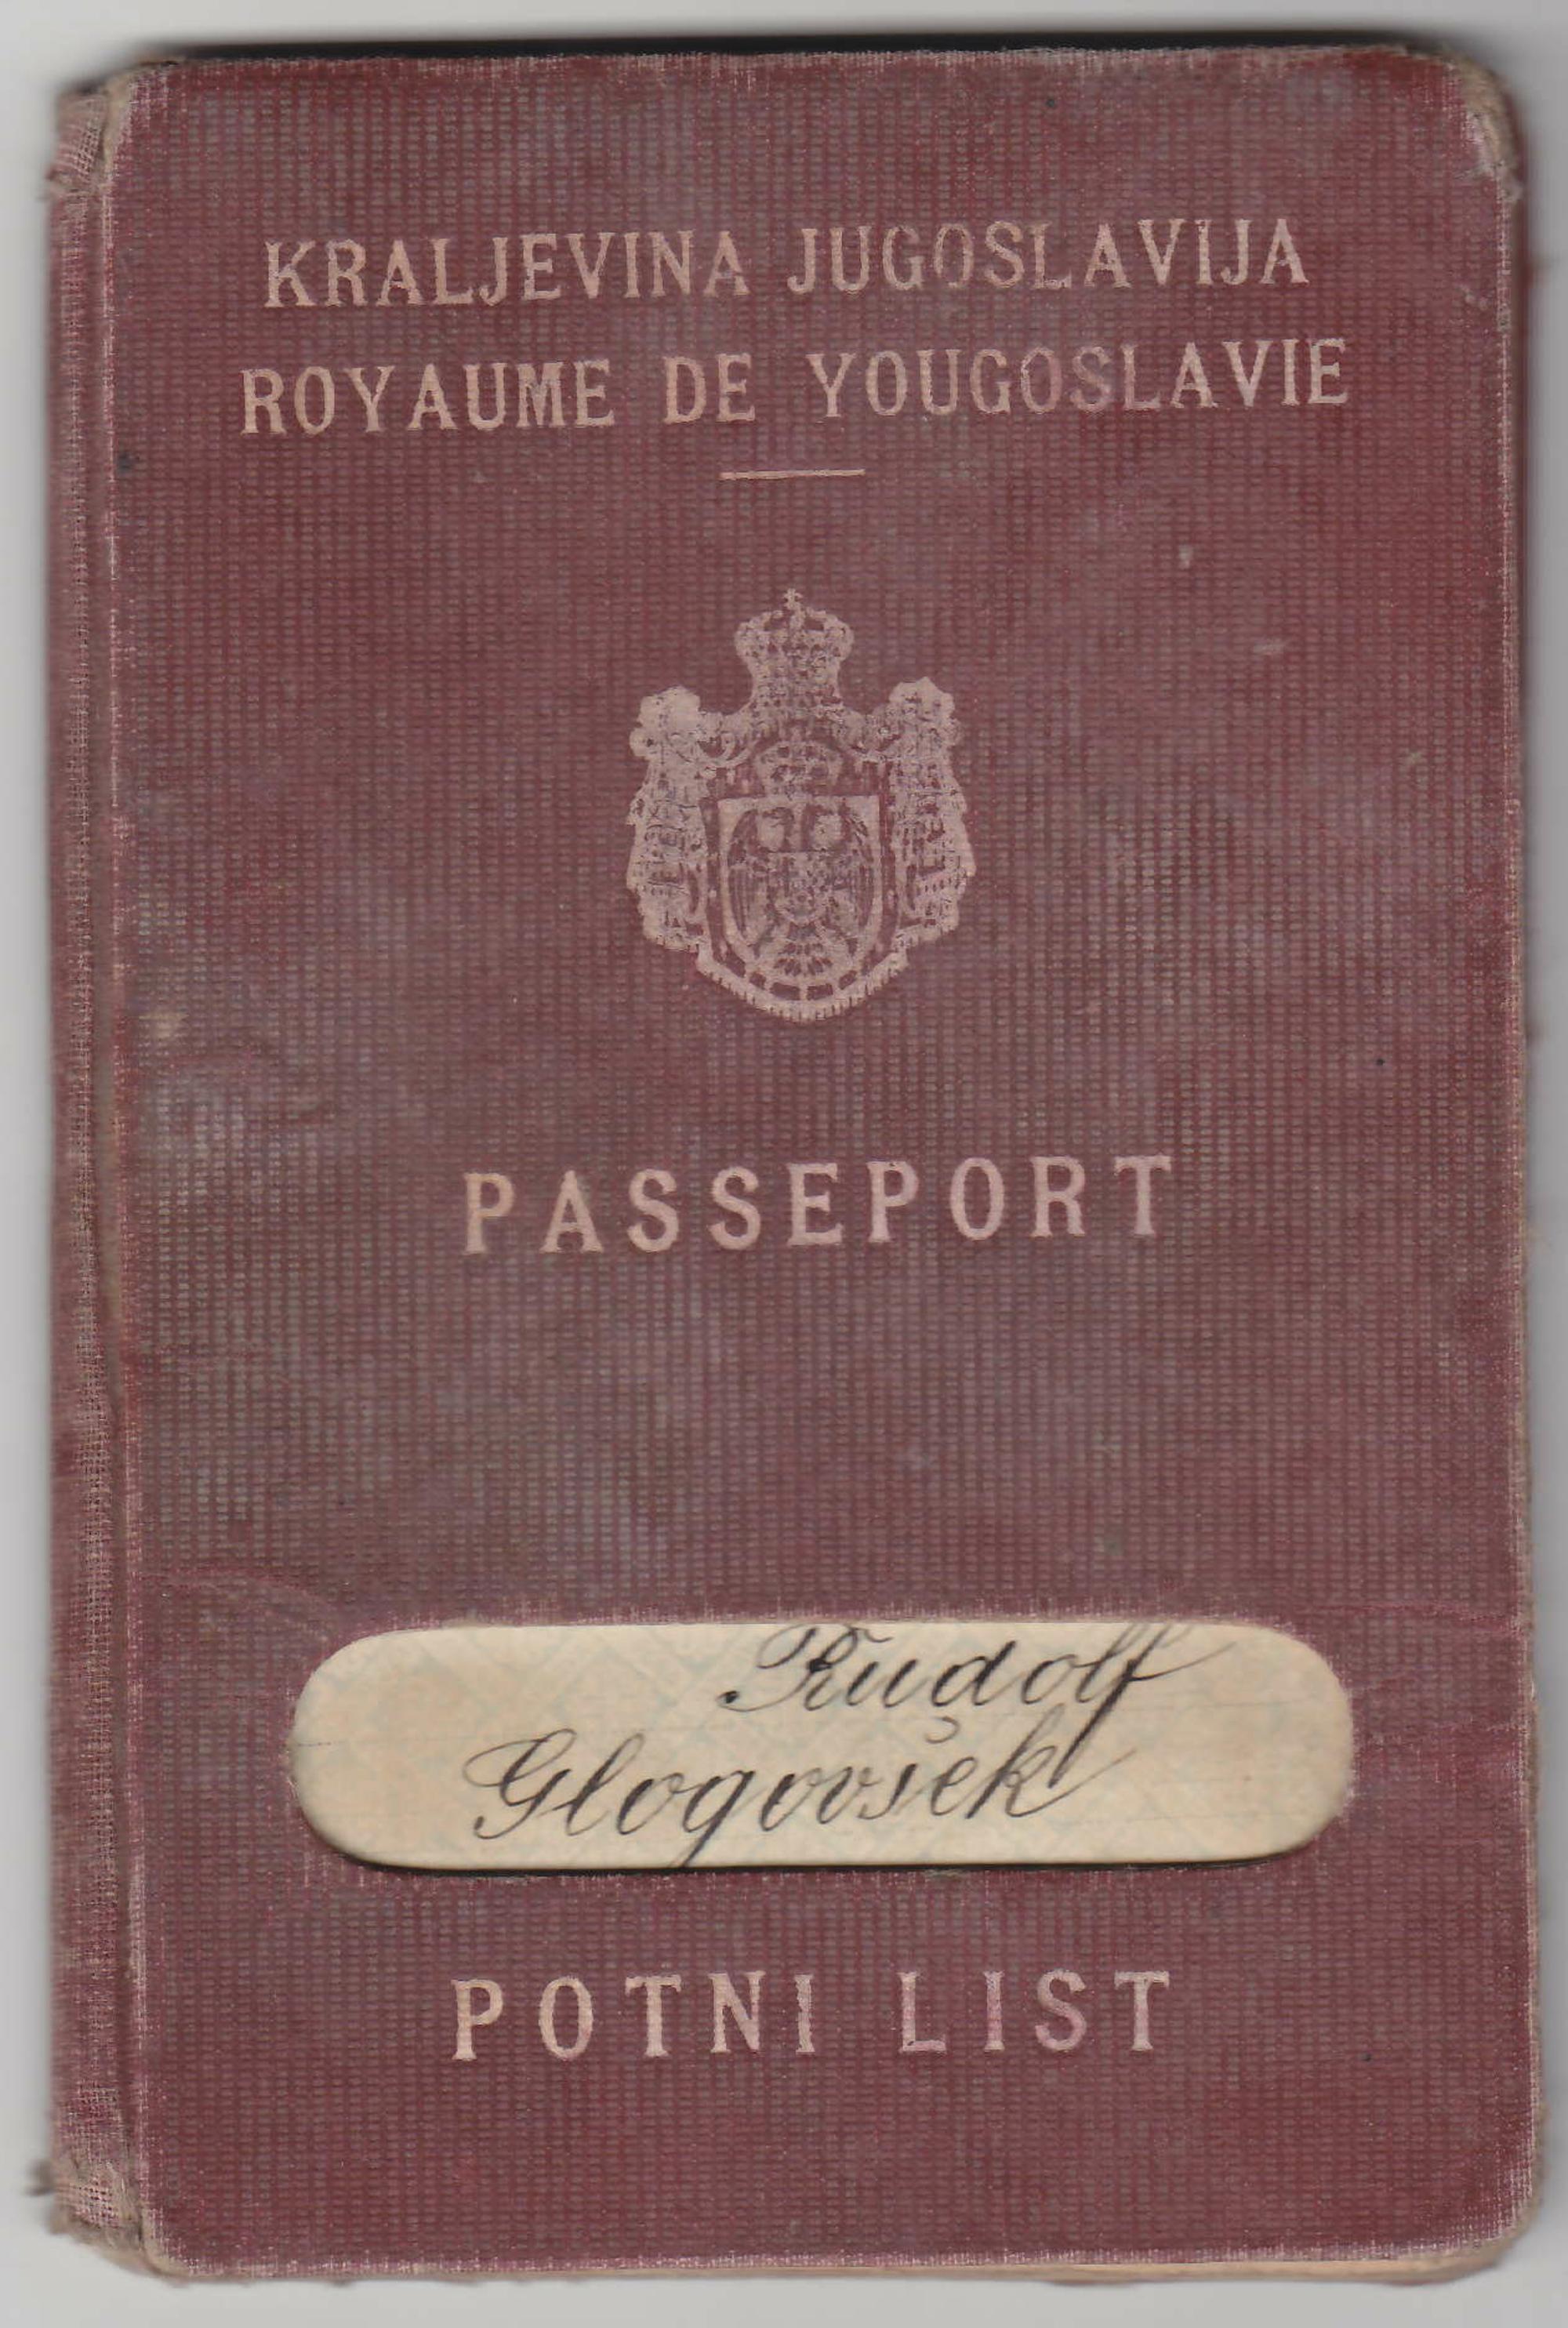 KRALJEVINA JUGOSLAVIJA
ROYAUME DE YOUGOSLAVIE
PASSEPORT
Rudolf
Glogovšek
POTNI LIST